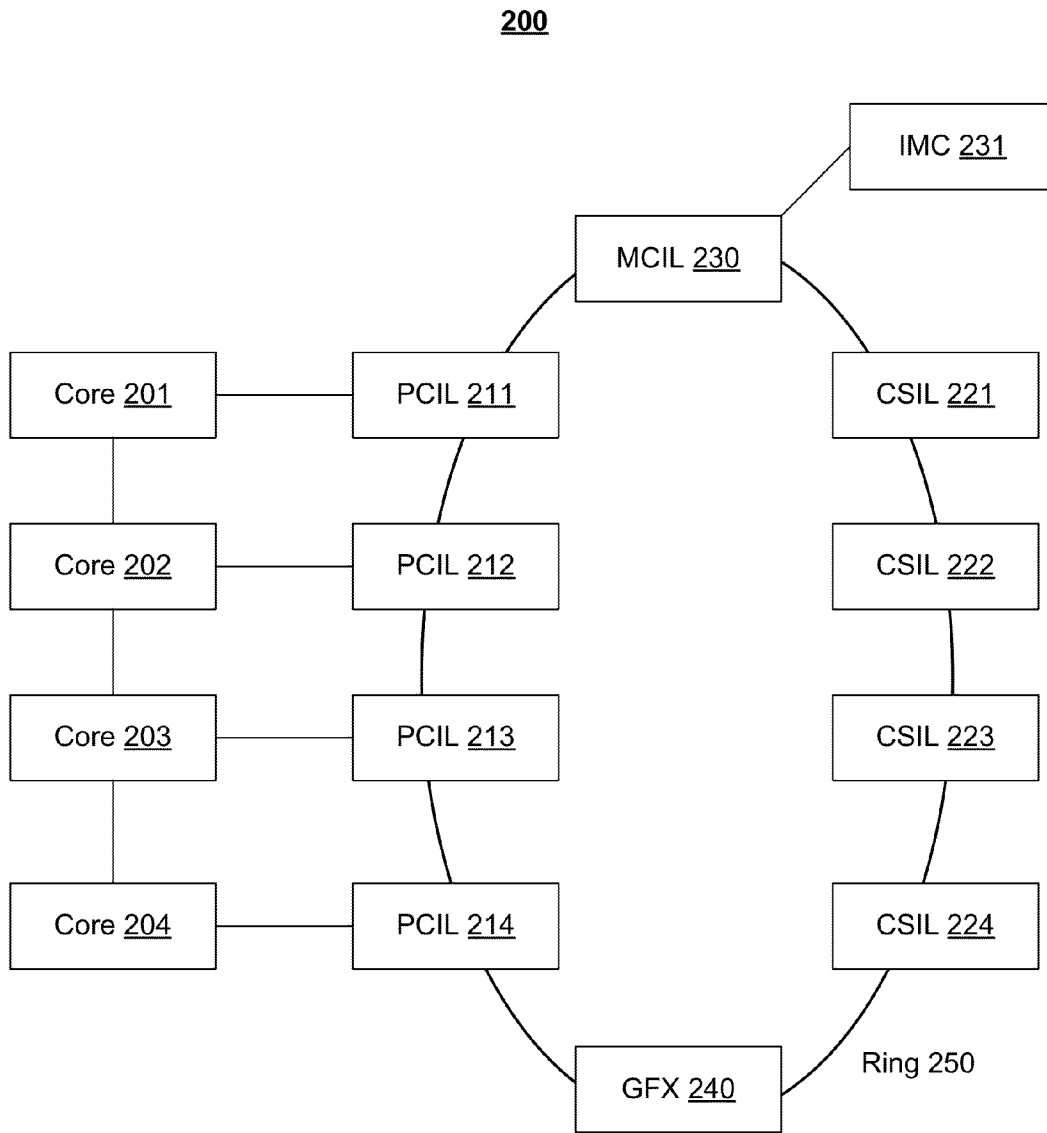 200
IMC 231
MCIL 230
Core 201
PCIL 211
CSIL 221
Core 202
PCIL 212
CSIL 222
Core 203
PCIL 213
CSIL 223
Core 204
PCIL 214
CSIL 224
Ring 250
GFX 240